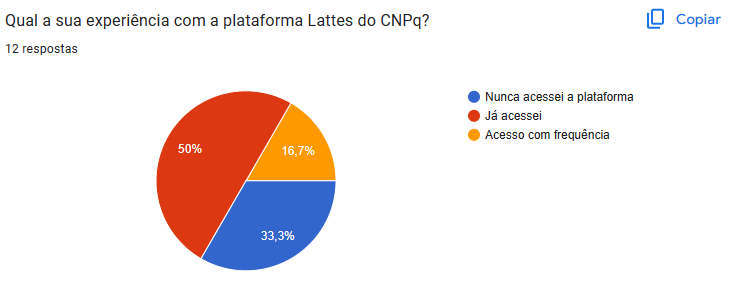 Qual a sua experiência com a plataforma Lattes do CNPq?
Copiar
12 respostas
Nunca acessei a plataforma
Já acessei
Acesso com frequência
50%
16,7%
33,3%